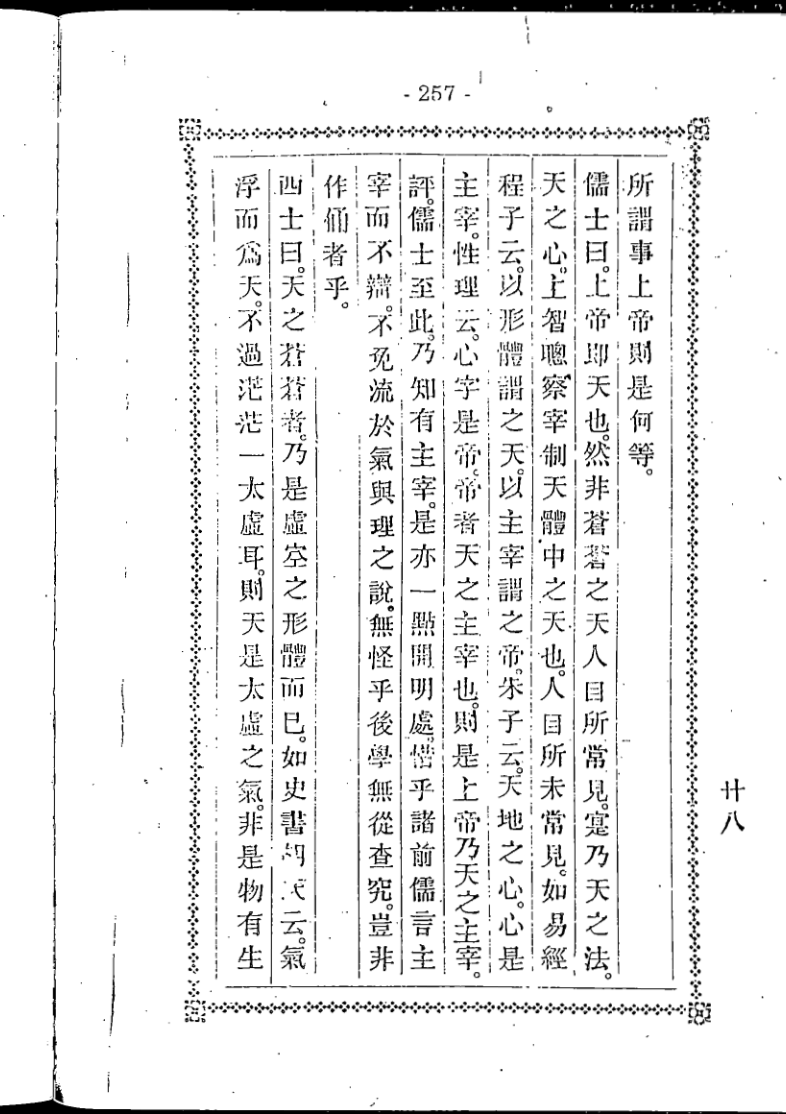 - 257 -
所謂事上帝則是何等。
儒士曰。上帝即天也。然非蒼蒼之天人目所常見。寔乃天之法。
天之心。上智聰察宰制天體中之天也。人目所未常見。如易經
程子云。以形體謂之天。以主宰謂之帝。朱子云。天地之心。心是
主宰。性理云。心字是帝。帝者天之主宰也。則是上帝乃天之主宰。
評。儒士至此。乃知有主宰。是亦一點開明處。惜乎諸前儒言主
宰而不辯。不免流於氣與理之說。無怪乎後學無從查究。豈非
作俑者乎。
西士曰。天之蒼蒼者。乃是虛空之形體而已。如史書胡氏云。氣
浮而爲天。不過茫茫一太虛耳。則天是太虛之氣。非是物有生
廿八